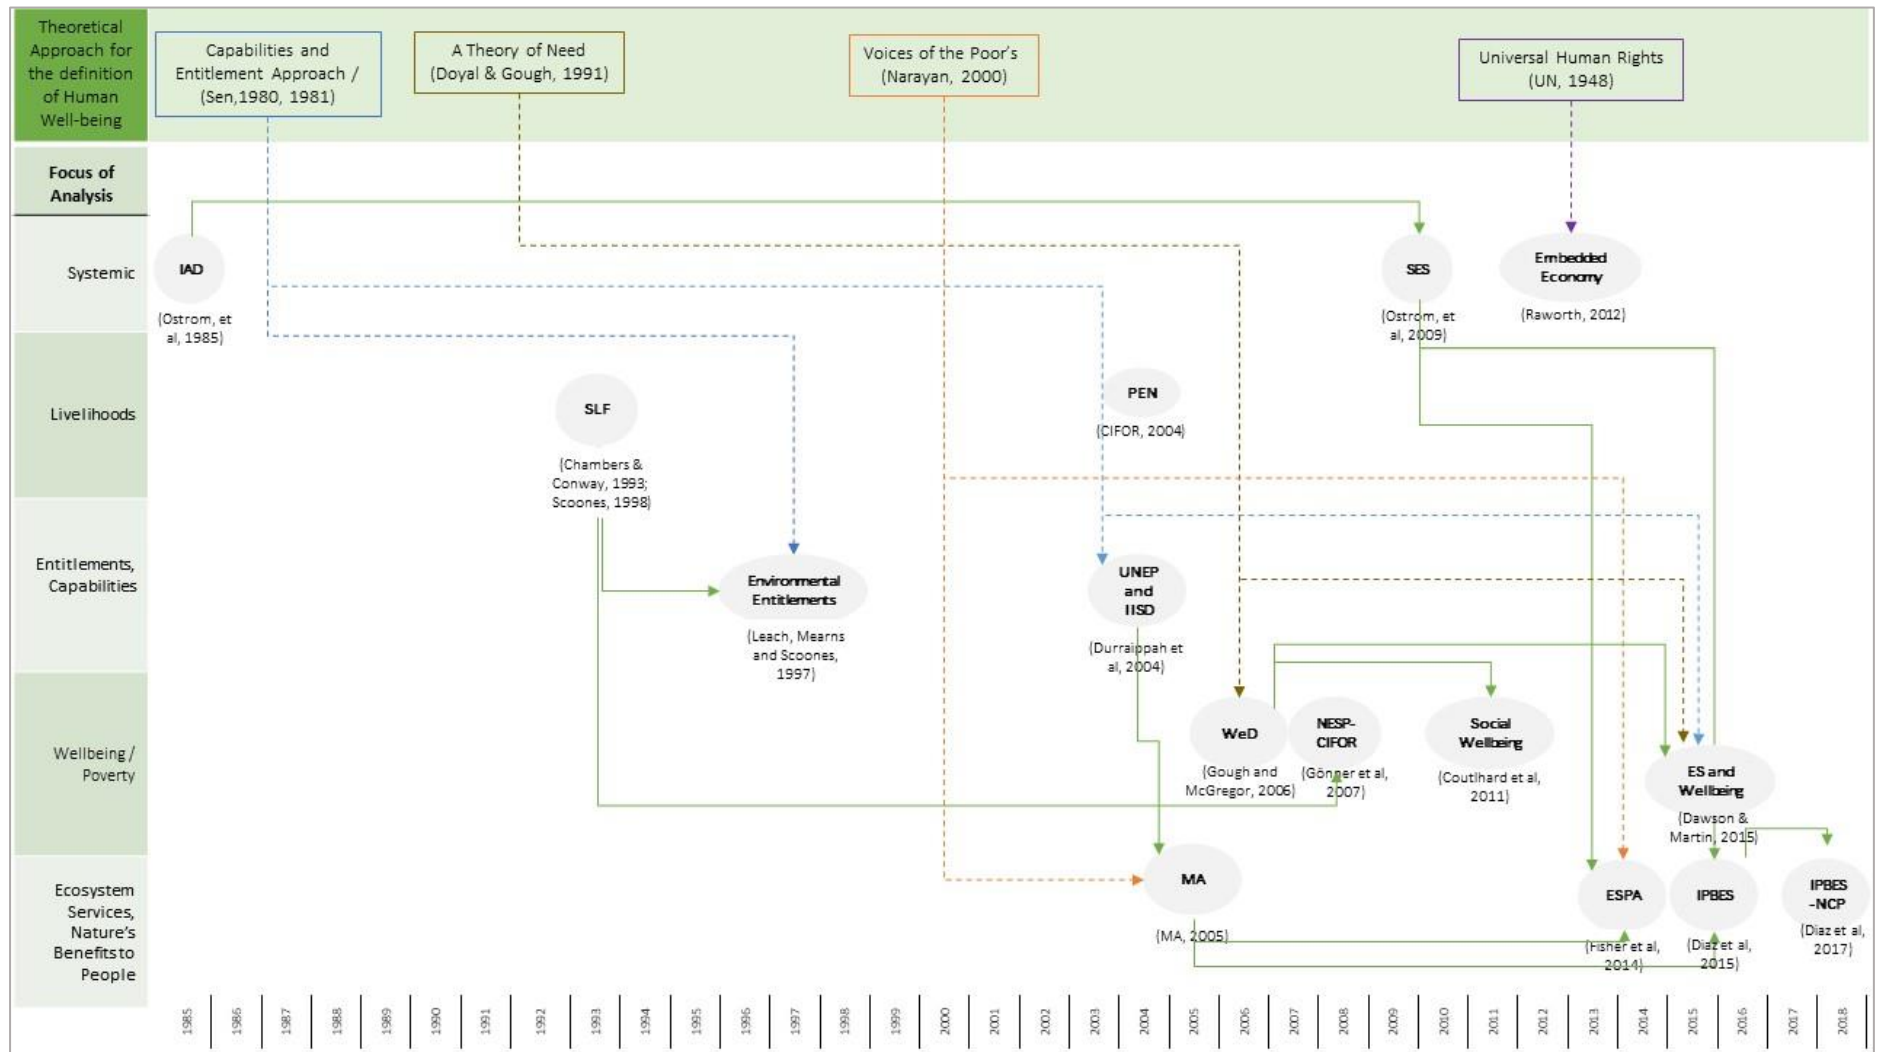 Theoretical
Approach for
the definition
of Human
Well-being
Capabilities and
Entitlement Approach /
(Sen,1980, 1981)
A Theory of Need
(Doyal & Gough, 1991)
Voices of the Poor's
(Narayan, 2000)
Universal Human Rights
(UN, 1948)
Focus of
Analysis
Systemic
IAD
(Ostrom, et
al, 1985)
SES
(Ostrom, et
al, 2009)
Embedded
Economy
(Raworth, 2012)
Livelihoods
SLF
(Chambers &
Conway, 1993;
Scoones, 1998)
PEN
(CIFOR, 2004)
Entitlements,
Capabilities
Environmental
Entitlements
(Leach, Mearns
and Scoones,
1997)
UNEP
and
IISD
(Durraippah et
al, 2004)
Wellbeing /
Poverty
WeD
(Gough and
McGregor, 2006)
NESP-
CIFOR
(Gönner et al,
2007)
Social
Wellbeing
(Coutlhard et al,
2011)
ES and
Wellbeing
(Dawson &
Martin, 2015)
Ecosystem
Services,
Nature's
Benefits to
People
MA
(MA, 2005)
ESPA
(Fisher et al,
2014)
IPBES
(Diaz et al,
2015)
IPBES
-NCP
(Diaz et al,
2017)
1985
1986
1987
1988
1989
1990
1991
1992
1993
1994
1995
1996
1997
1998
1999
2000
2001
2002
2003
2004
2005
2006
2007
2008
2009
2010
2011
2012
2013
2014
2015
2016
2017
2018